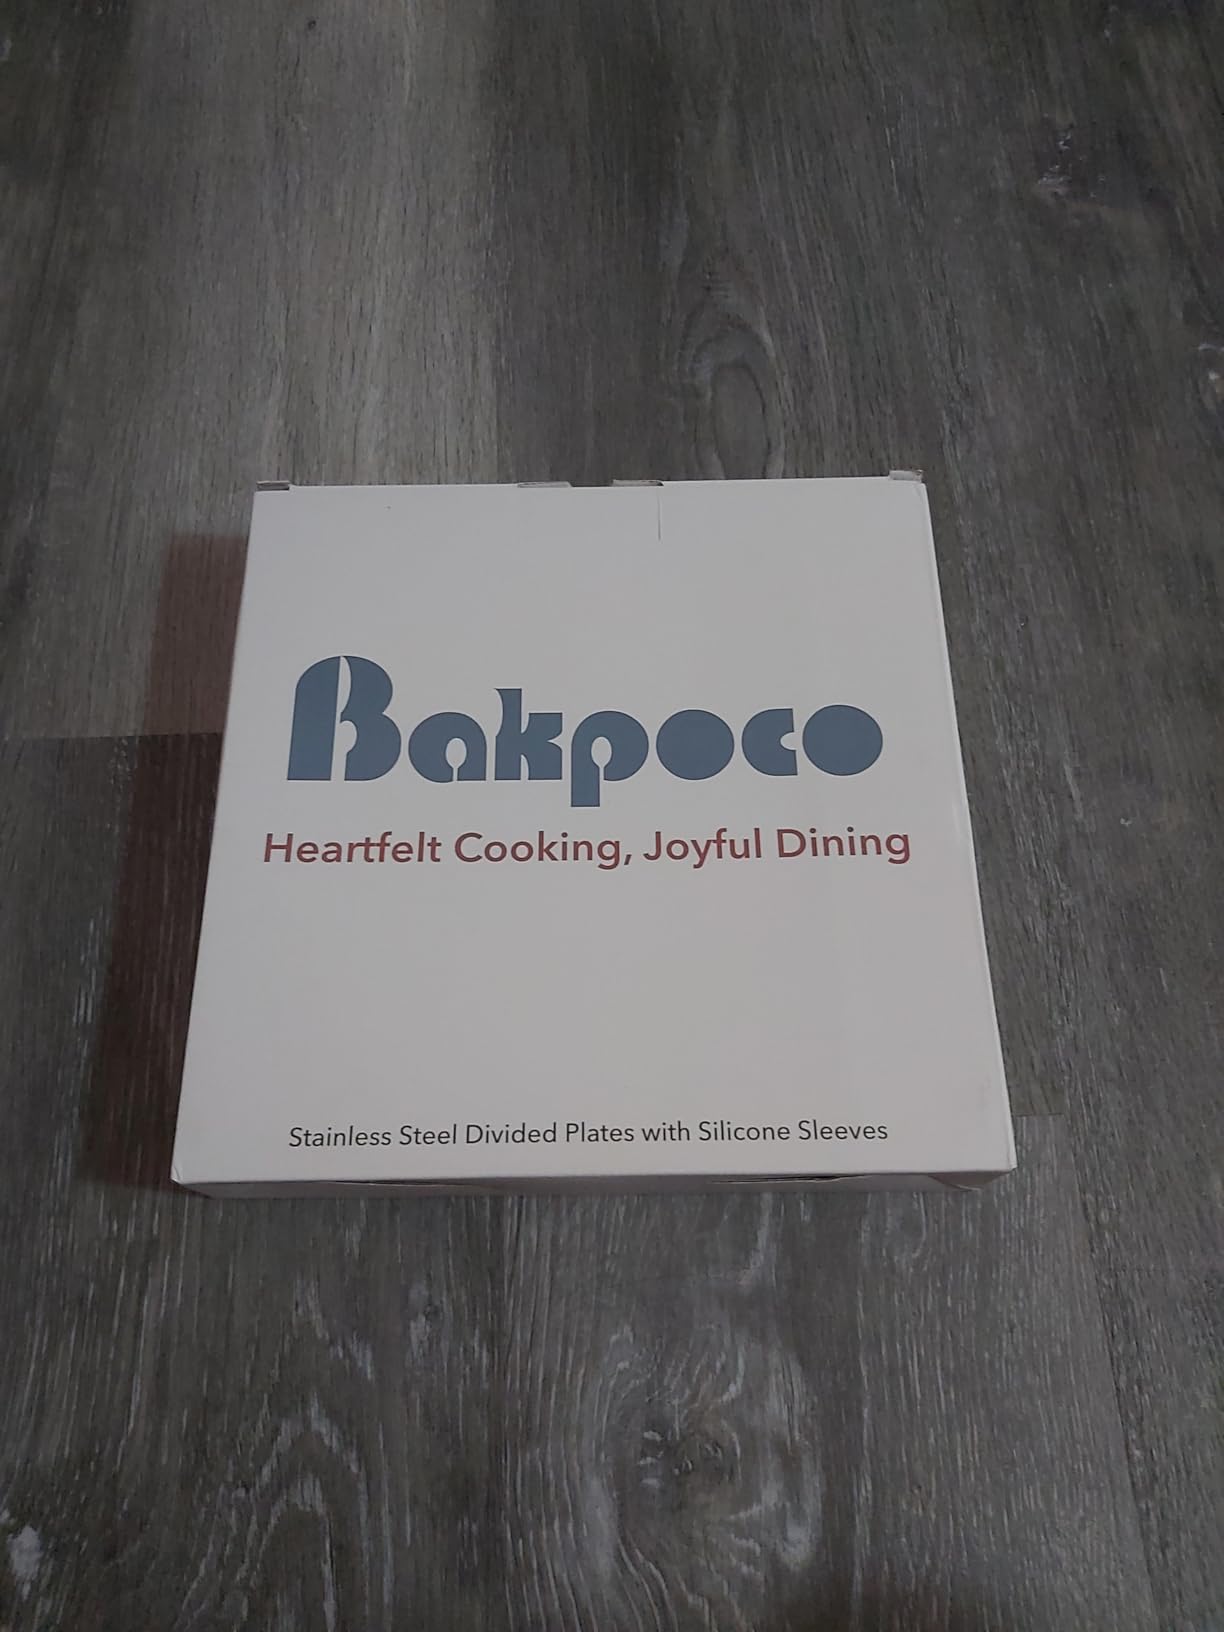 Bakpoco
Heartfelt Cooking, Joyful Dining
Stainless Steel Divided Plates with Silicone Sleeves